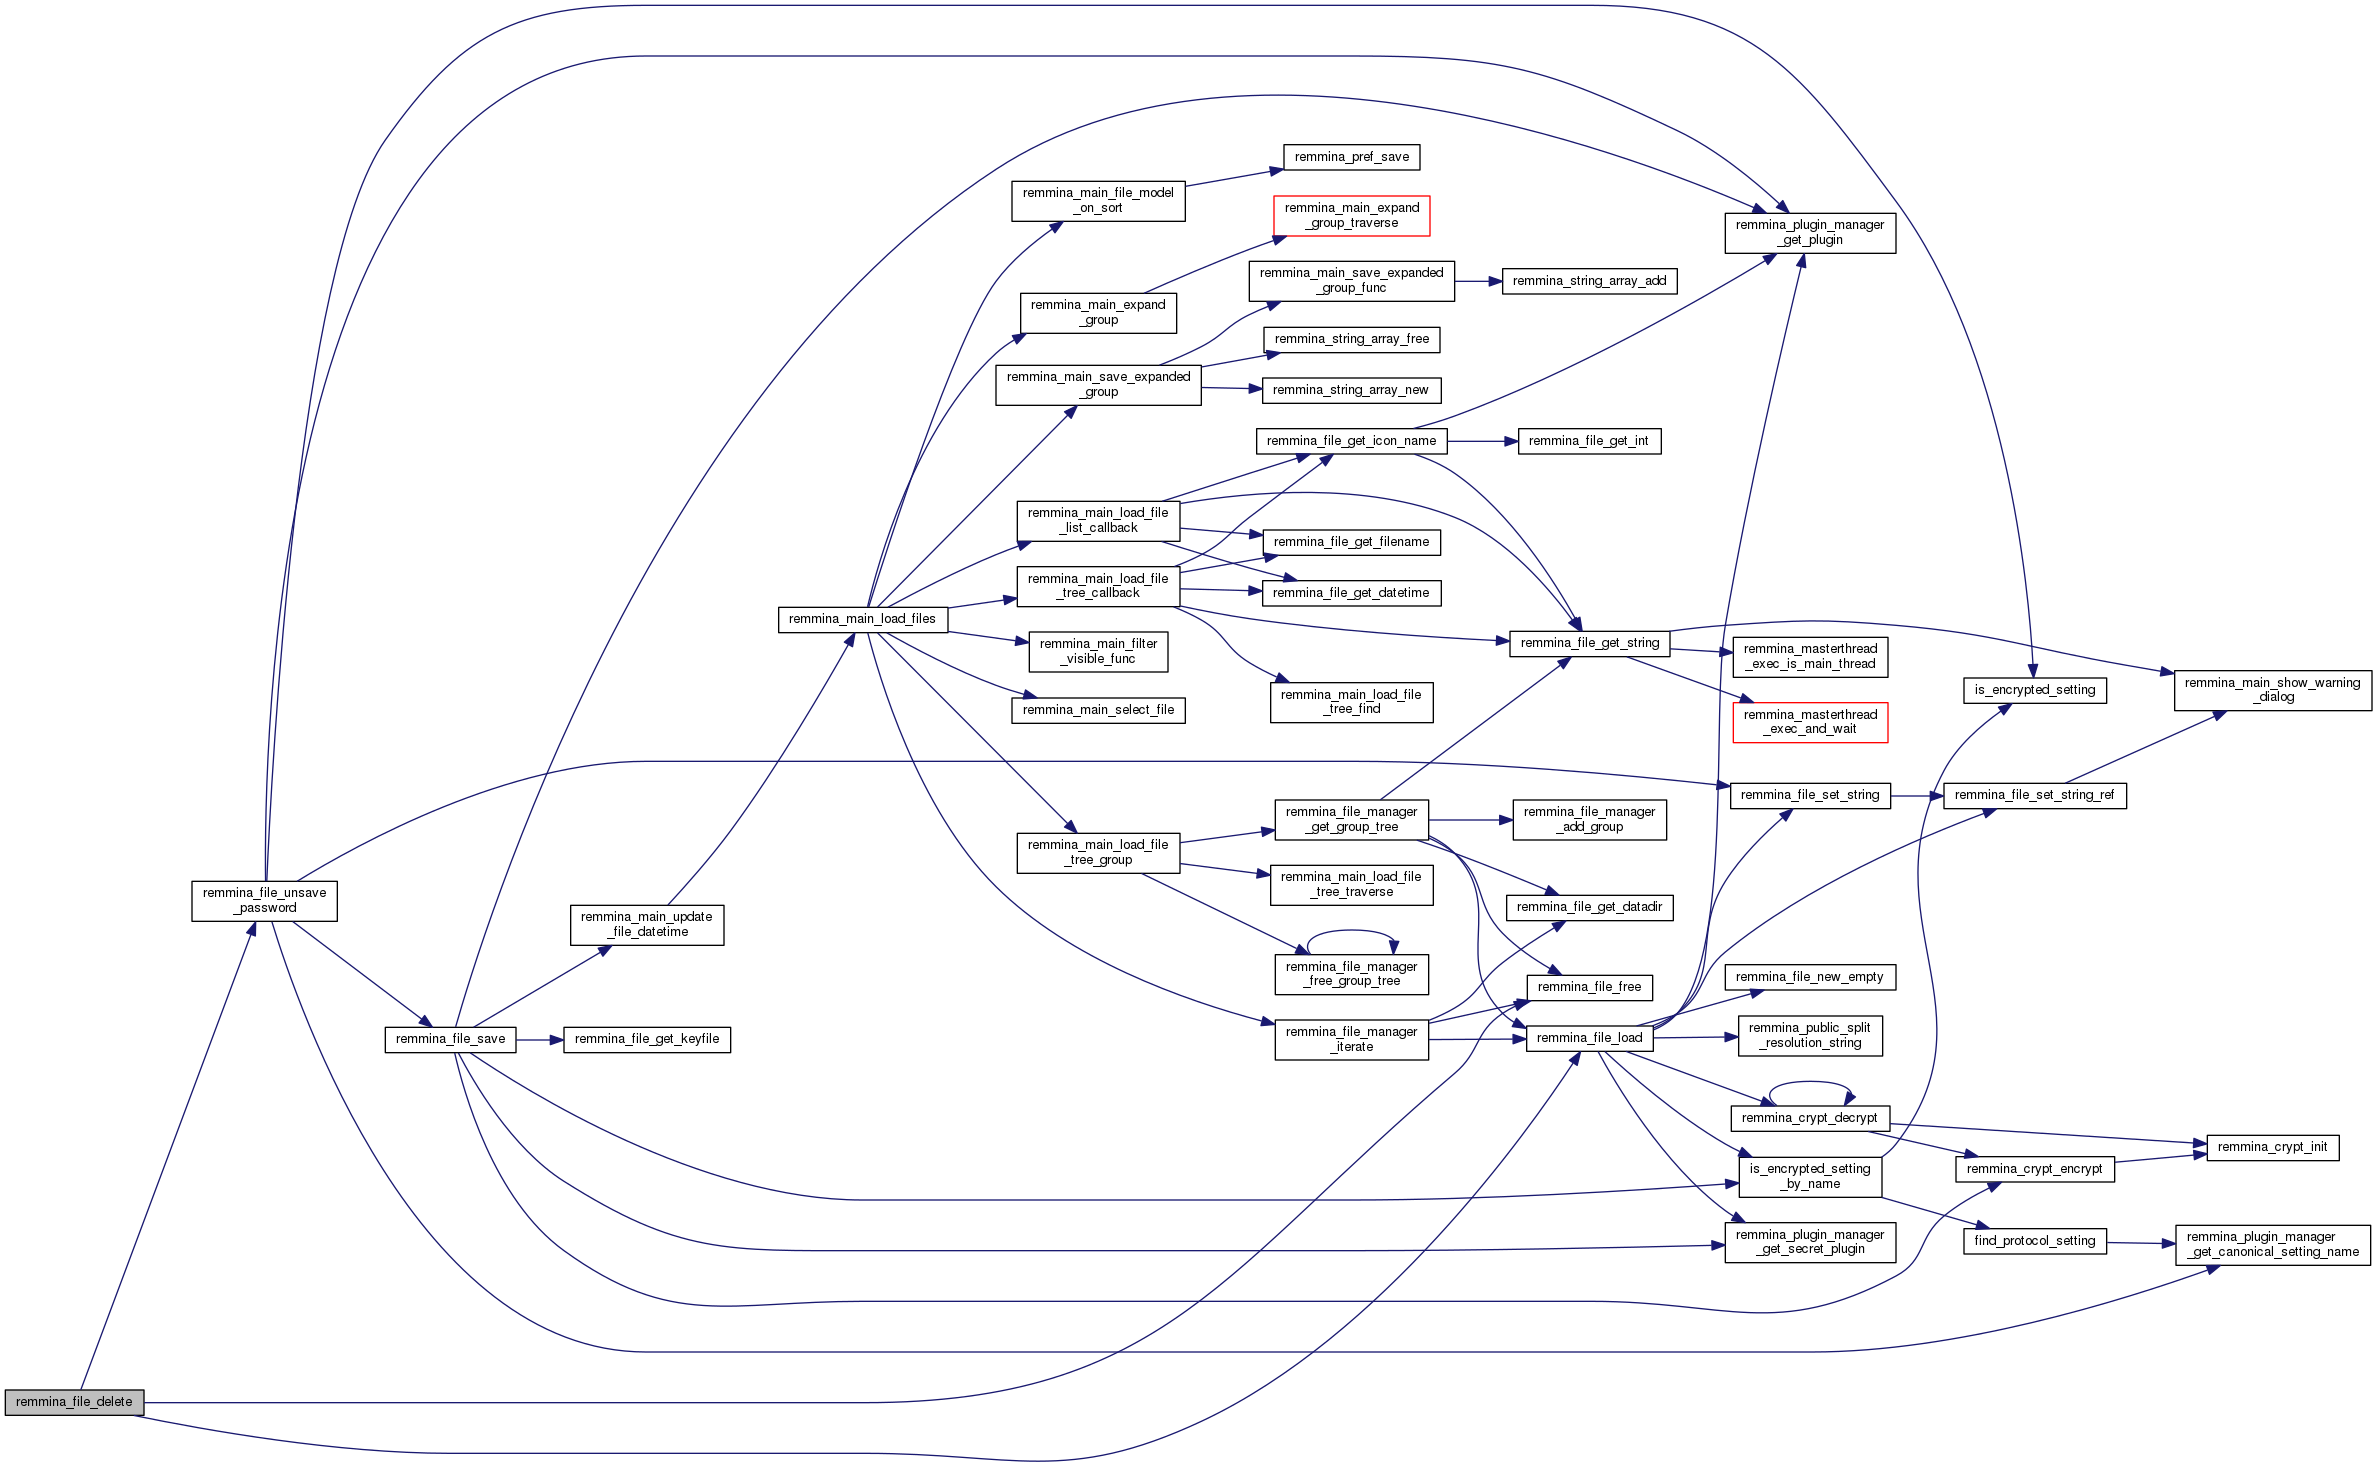 remmina_file_delete
remmina_file_unsave
_password
remmina_file_save
remmina_main_update
_file_datetime
remmina_file_get_keyfile
remmina_main_load_files
remmina_main_file_model
_on_sort
remmina_main_expand
_group
remmina_main_save_expanded
_group
remmina_main_load_file
_list_callback
remmina_main_load_file
_tree_callback
remmina_main_filter
_visible_func
remmina_main_select_file
remmina_main_load_file
_tree_group
remmina_pref_save
remmina_main_expand
_group_traverse
remmina_main_save_expanded
_group_func
remmina_string_array_free
remmina_string_array_new
remmina_file_get_icon_name
remmina_file_get_filename
remmina_file_get_datetime
remmina_main_load_file
_tree_find
remmina_file_manager
_get_group_tree
remmina_main_load_file
_tree_traverse
remmina_file_manager
_free_group_tree
remmina_file_manager
_iterate
remmina_string_array_add
remmina_file_get_int
remmina_file_get_string
remmina_file_manager
_add_group
remmina_file_get_datadir
remmina_file_free
remmina_file_load
remmina_plugin_manager
_get_plugin
remmina_masterthread
_exec_is_main_thread
remmina_masterthread
_exec_and_wait
remmina_file_set_string
remmina_file_new_empty
remmina_public_split
_resolution_string
remmina_crypt_decrypt
is_encrypted_setting
_by_name
remmina_plugin_manager
_get_secret_plugin
is_encrypted_setting
remmina_file_set_string_ref
remmina_crypt_encrypt
find_protocol_setting
remmina_main_show_warning
_dialog
remmina_crypt_init
remmina_plugin_manager
_get_canonical_setting_name